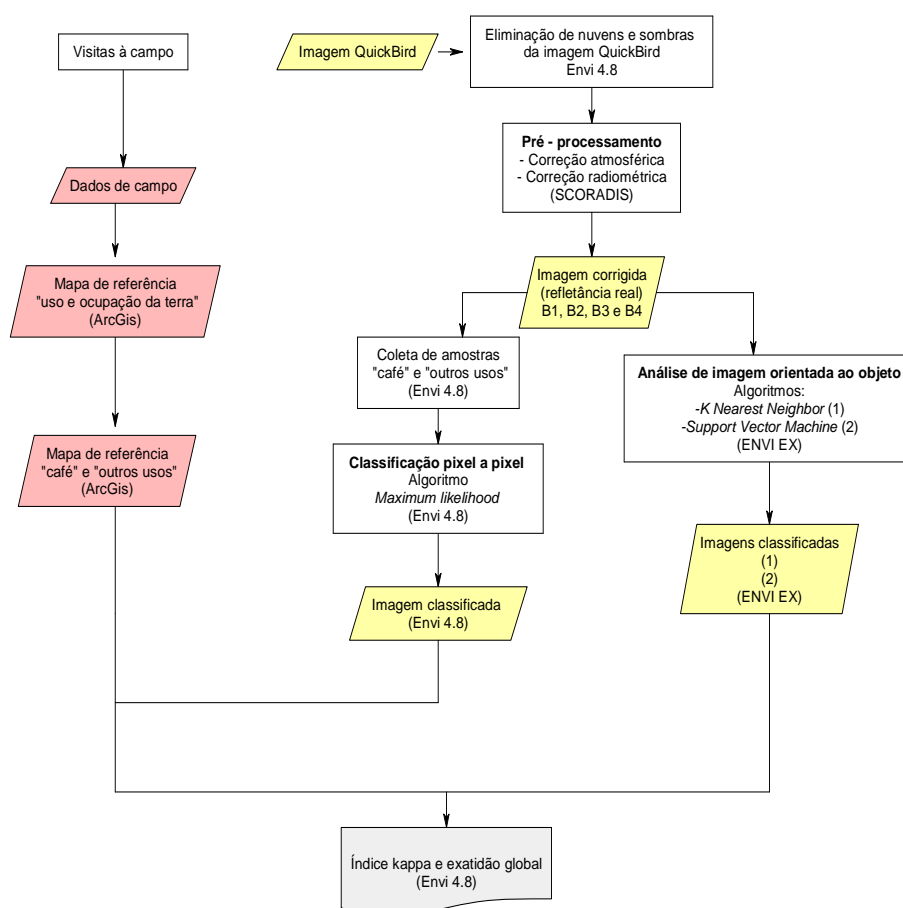 Visitas à campo
Imagem QuickBird
Eliminação de nuvens e sombras
da imagem QuickBird
Envi 4.8
Pré - processamento
- Correção atmosférica
- Correção radiométrica
(SCORADIS)
Dados de campo
Mapa de referência
"uso e ocupação da terra"
(ArcGis)
Imagem corrigida
(refletância real)
B1, B2, B3 e B4
Coleta de amostras
"café" e "outros usos"
(Envi 4.8)
Análise de imagem orientada ao objeto
Algoritmos:
-K Nearest Neighbor (1)
-Support Vector Machine (2)
(ENVI EX)
Mapa de referência
"café" e "outros usos"
(ArcGis)
Classificação pixel a pixel
Algoritmo
Maximum likelihood
(Envi 4.8)
Imagens classificadas
(1)
(2)
(ENVI EX)
Imagem classificada
(Envi 4.8)
Índice kappa e exatidão global
(Envi 4.8)